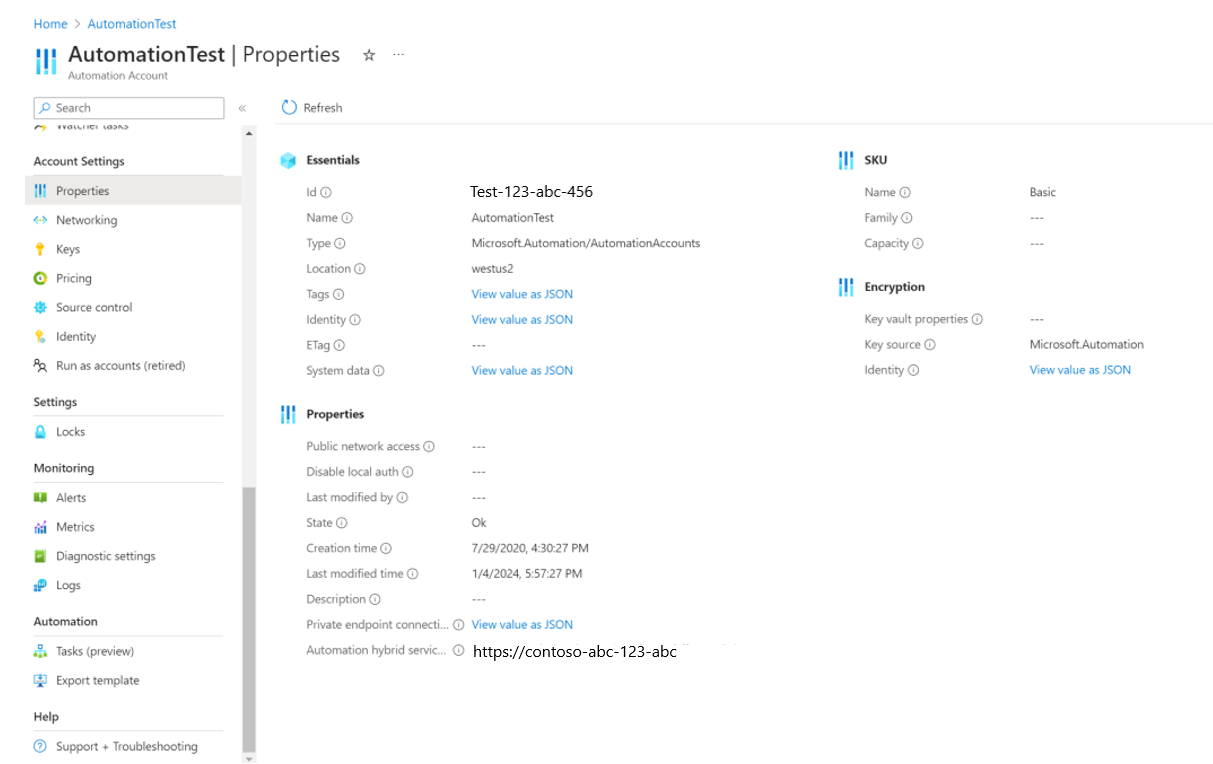 Home > AutomationTest
AutomationTest | Properties
Automation Account
Search
«
Refresh
Watcher tasks
Account Settings
Properties
Networking
Keys
Pricing
Source control
Identity
Run as accounts (retired)
Settings
Locks
Monitoring
Alerts
Metrics
Diagnostic settings
Logs
Automation
Tasks (preview)
Export template
Help
Support + Troubleshooting
Essentials
Id Test-123-abc-456
Name AutomationTest
Type Microsoft.Automation/AutomationAccounts
Location westus2
Tags View value as JSON
Identity View value as JSON
ETag ---
System data View value as JSON
Properties
Public network access ---
Disable local auth ---
Last modified by ---
State Ok
Creation time 7/29/2020, 4:30:27 PM
Last modified time 1/4/2024, 5:57:27 PM
Description ---
Private endpoint connecti... View value as JSON
Automation hybrid servic... https://contoso-abc-123-abc
SKU
Name Basic
Family ---
Capacity ---
Encryption
Key vault properties ---
Key source Microsoft.Automation
Identity View value as JSON